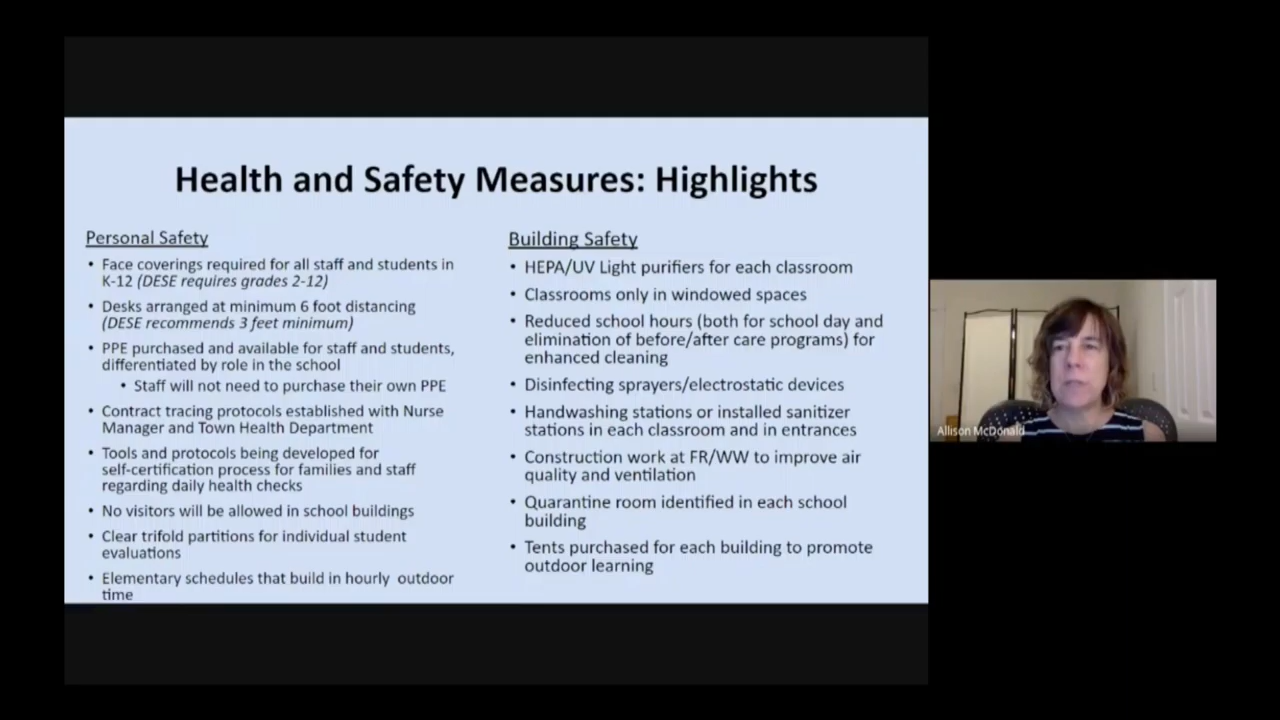 Health and Safety Measures: Highlights
Personal Safety
• Face coverings required for all staff and students in
K-12 (DESE requires grades 2-12)
• Desks arranged at minimum 6 foot distancing
(DESE recommends 3 feet minimum)
• PPE purchased and available for staff and students,
differentiated by role in the school
• Staff will not need to purchase their own PPE
• Contract tracing protocols established with Nurse
Manager and Town Health Department
• Tools and protocols being developed for
self-certification process for families and staff
regarding daily health checks
• No visitors will be allowed in school buildings
• Clear trifold partitions for individual student
evaluations
• Elementary schedules that build in hourly outdoor
time
Building Safety
• HEPA/UV Light purifiers for each classroom
• Classrooms only in windowed spaces
• Reduced school hours (both for school day and
elimination of before/after care programs) for
enhanced cleaning
• Disinfecting sprayers/electrostatic devices
• Handwashing stations or installed sanitizer
stations in each classroom and in entrances
• Construction work at FR/WW to improve air
quality and ventilation
• Quarantine room identified in each school
building
• Tents purchased for each building to promote
outdoor learning
Allison McDonald